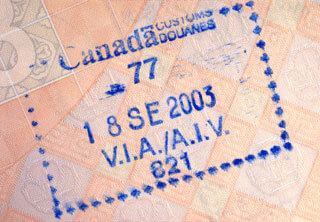 Canada CUSTOMS
DOUANES
77
18 SE 2003
V.I.A./A.I.V.
821